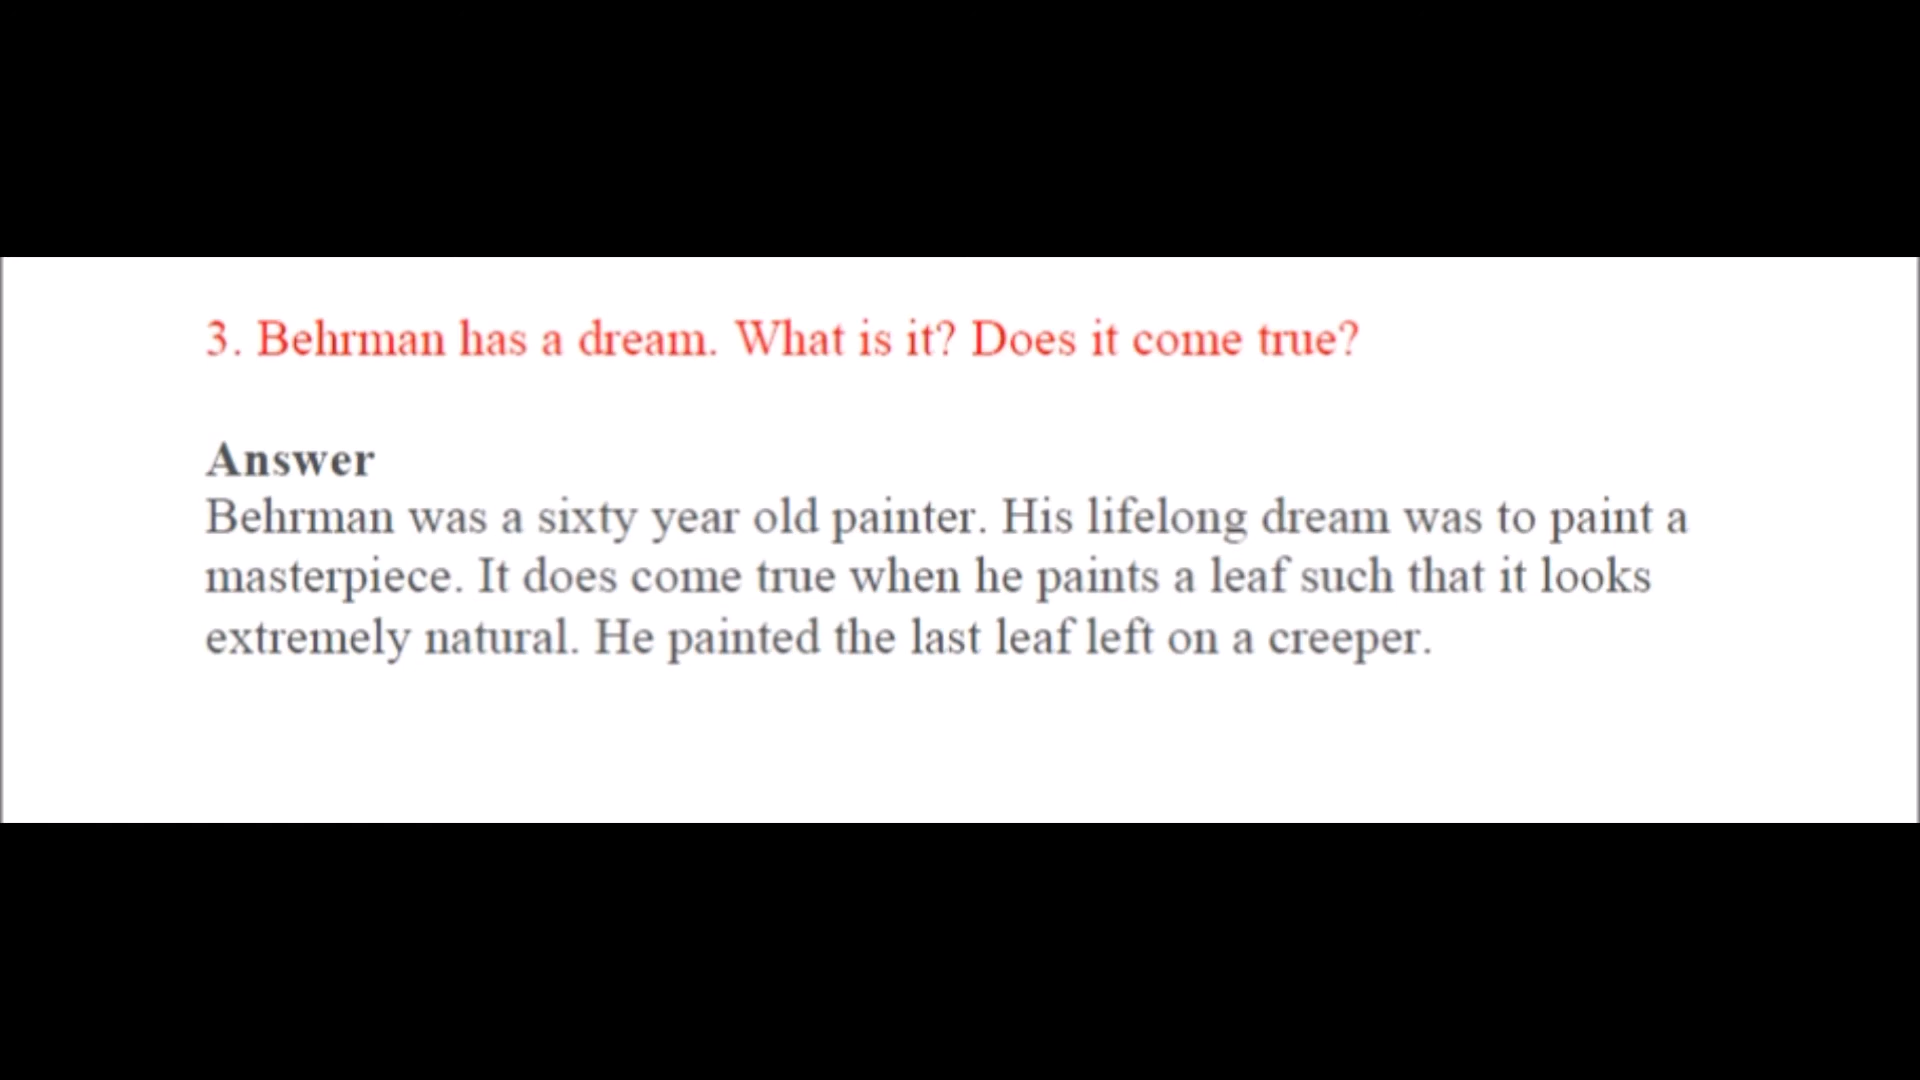 3. Behrman has a dream. What is it? Does it come true?
Answer
Behrman was a sixty year old painter. His lifelong dream was to paint a
masterpiece. It does come true when he paints a leaf such that it looks
extremely natural. He painted the last leaf left on a creeper.